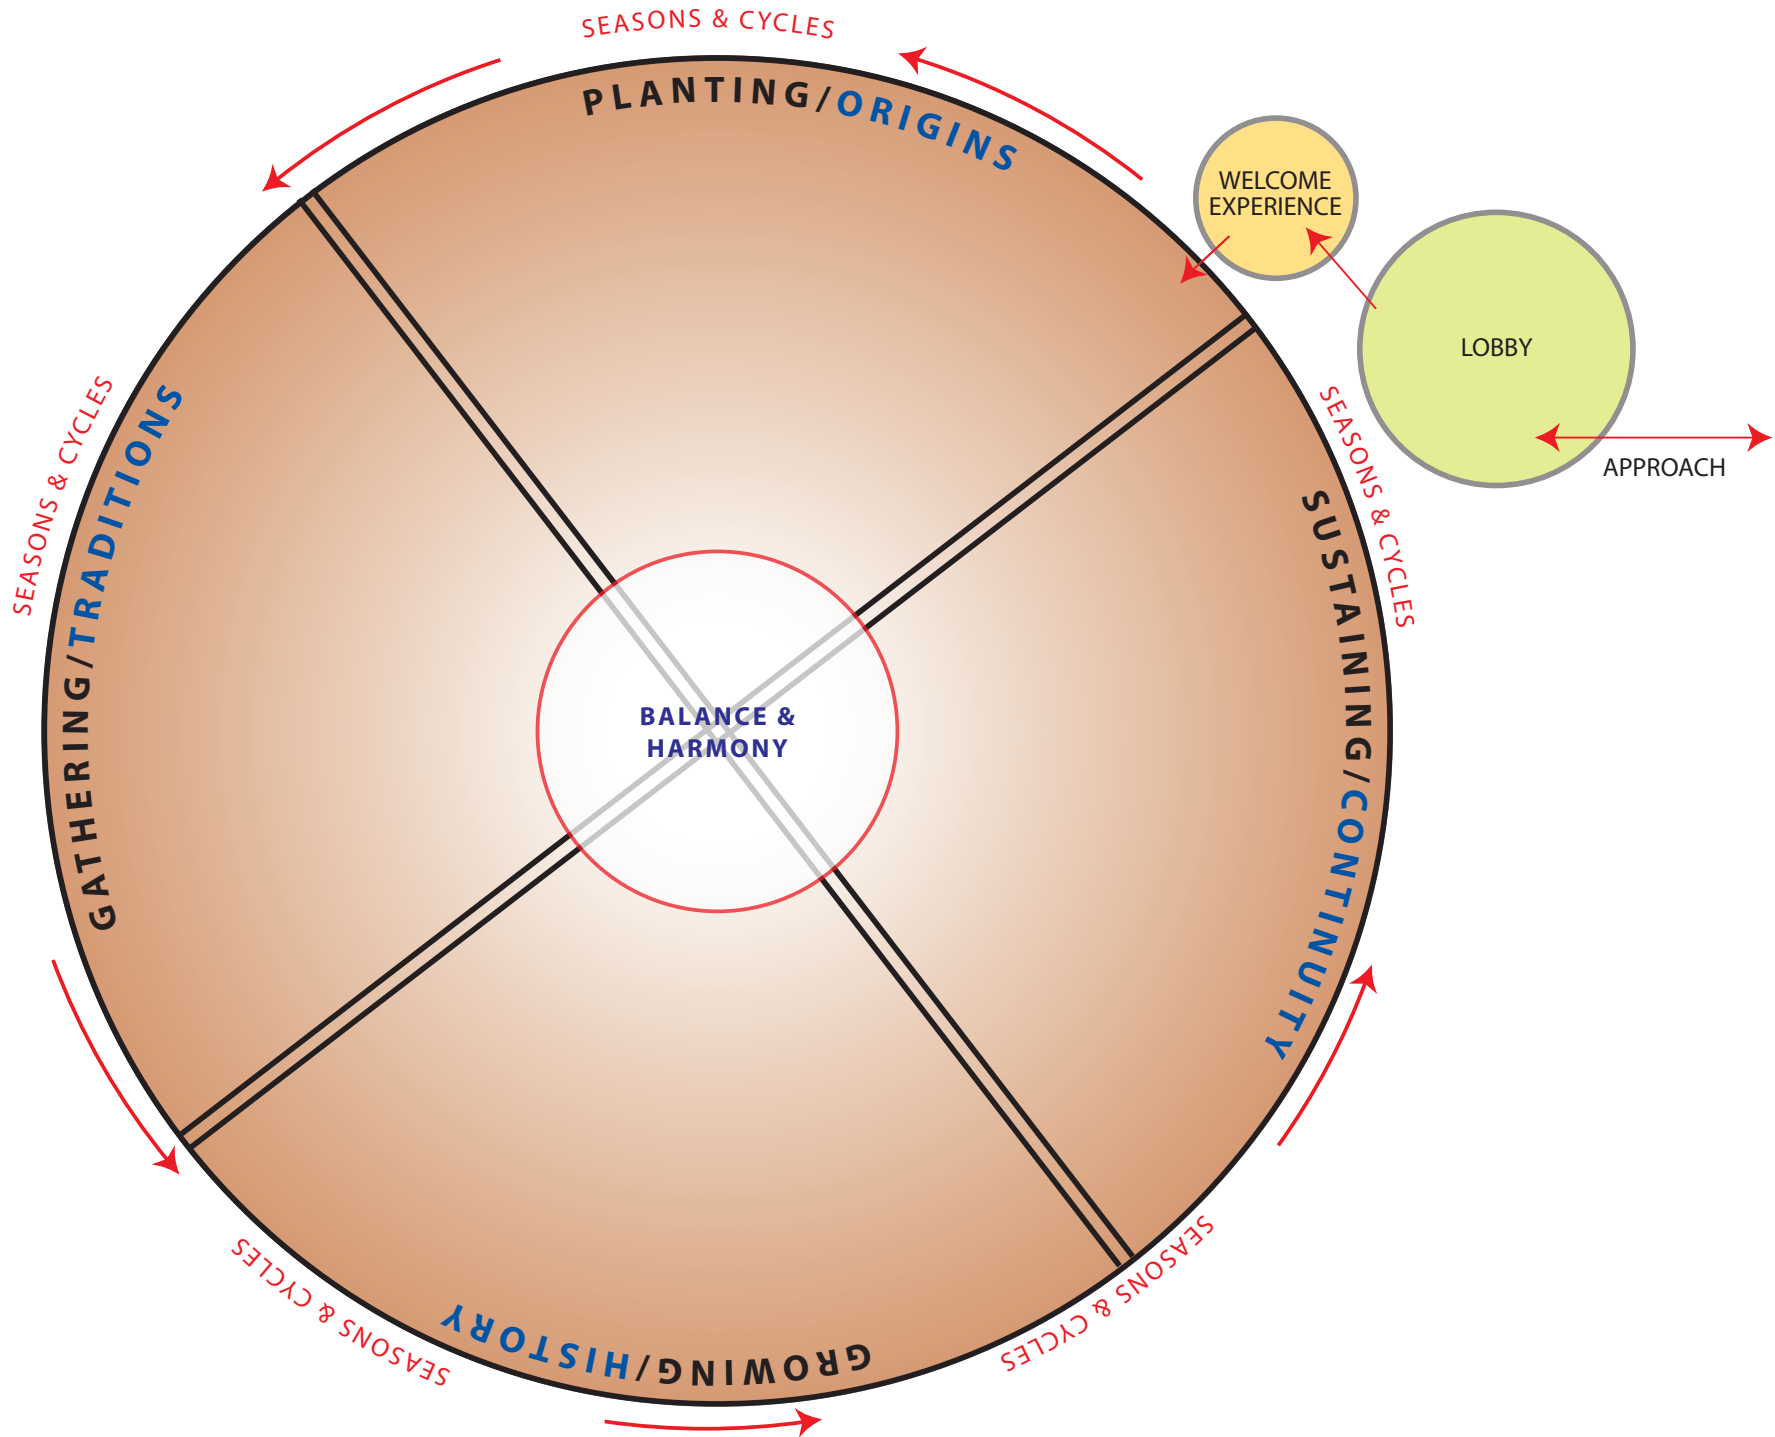 SEASONS & CYCLES
PLANTING/ORIGINS
WELCOME
EXPERIENCE
LOBBY
APPROACH
SEASONS & CYCLES
GATHERING/TRADITIONS
SEASONS & CYCLES
SUSTAINING/CONTINUITY
BALANCE &
HARMONY
SEASONS & CYCLES
GROWING/HISTORY
SEASONS & CYCLES